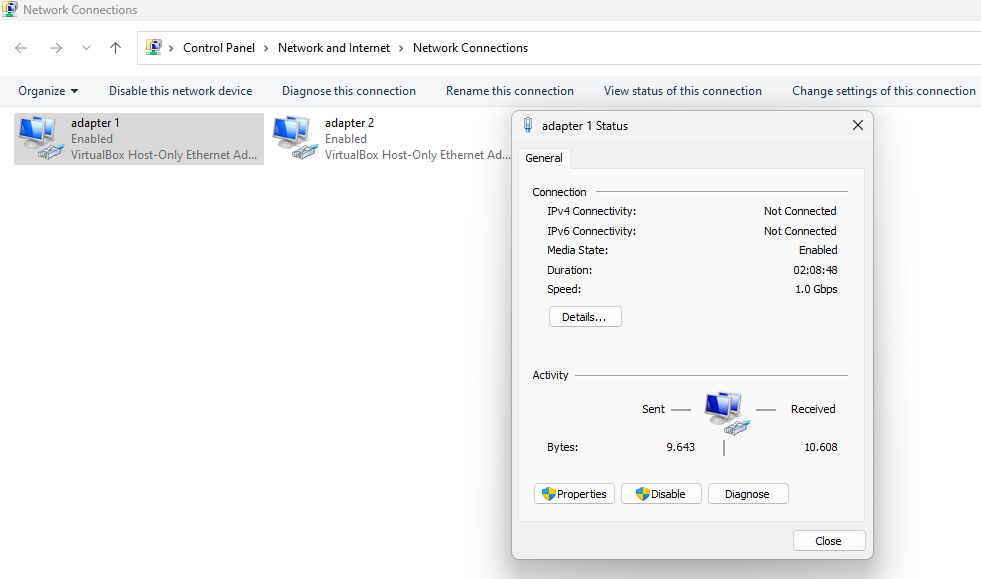 Network Connections
Control Panel > Network and Internet > Network Connections
Organize Disable this network device Diagnose this connection Rename this connection View status of this connection Change settings of this connection
adapter 1
Enabled
VirtualBox Host-Only Ethernet Ad...
adapter 2
Enabled
VirtualBox Host-Only Ethernet Ad...
adapter 1 Status
General
Connection
IPv4 Connectivity: Not Connected
IPv6 Connectivity: Not Connected
Media State: Enabled
Duration: 02:08:48
Speed: 1.0 Gbps
Details...
Activity
Sent Received
Bytes: 9.643 10.608
Properties Disable Diagnose
Close